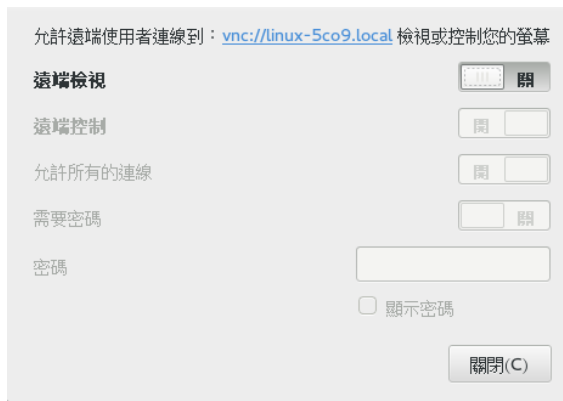 允許遠端使用者連線到：vnc://linux-5co9.local 檢視或控制您的螢幕
遠端檢視 關
遠端控制 開
允許所有的連線 開
需要密碼 關
密碼
顯示密碼
關閉(C)